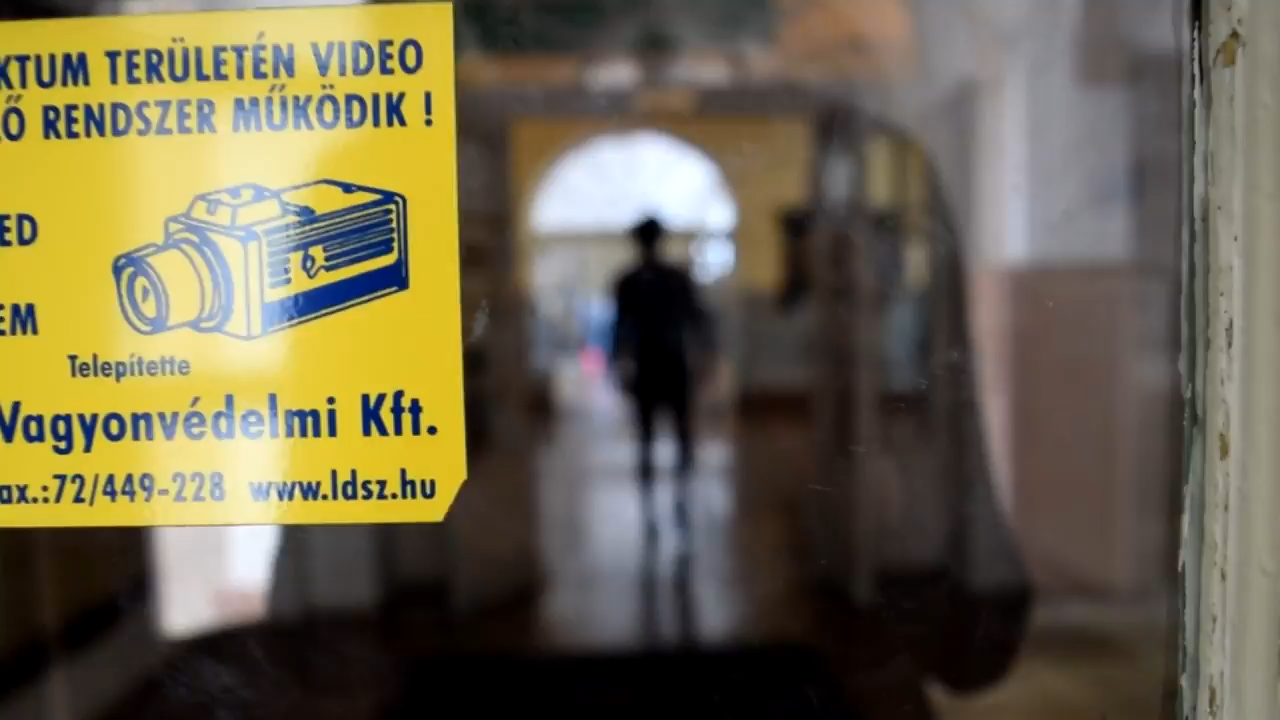 KTUM TERÜLETÉN VIDEO
Ő RENDSZER MŰKÖDIK !
ED
EM
Telepítette
Vagyonvédelmi Kft.
ax.:72/449-228 www.ldsz.hu